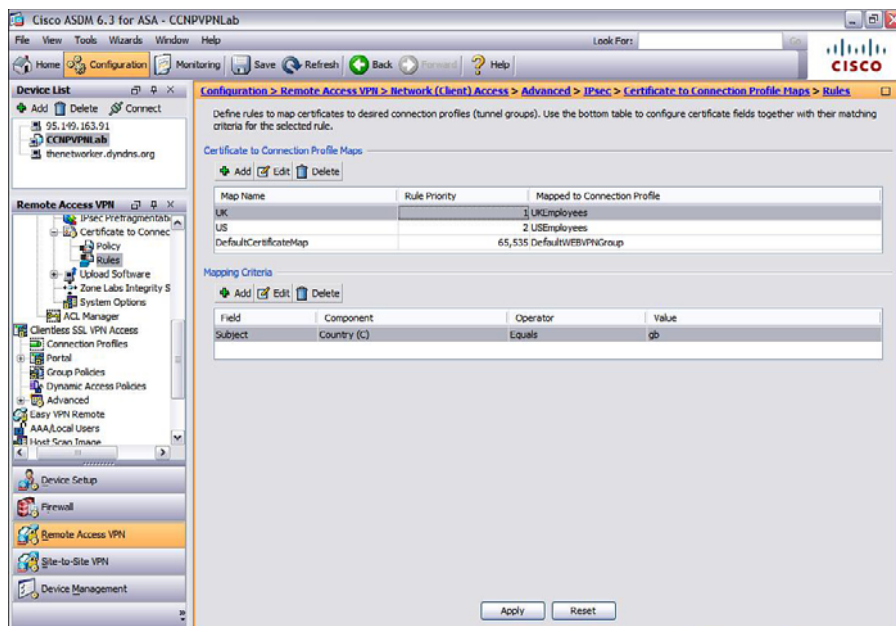 Cisco ASDM 6.3 for ASA - CCNPVPNLab
File View Tools Wizards Window Help Look For: Go
Home Configuration Monitoring Save Refresh Back Forward Help
CISCO
Device List
Add Delete Connect
95.149.163.91
CCNPVPNLab
thenetworker.dyndns.org
Remote Access VPN
IPsec Prefragmentati
Certificate to Connec
Policy
Rules
Upload Software
Zone Labs Integrity S
System Options
ACL Manager
Clientless SSL VPN Access
Connection Profiles
Portal
Group Policies
Dynamic Access Policies
Advanced
Easy VPN Remote
AAA/Local Users
Host Scan Image
Device Setup
Firewall
Remote Access VPN
Site-to-Site VPN
Device Management
Configuration > Remote Access VPN > Network (Client) Access > Advanced > IPsec > Certificate to Connection Profile Maps > Rules
Define rules to map certificates to desired connection profiles (tunnel groups). Use the bottom table to configure certificate fields together with their matching
criteria for the selected rule.
Certificate to Connection Profile Maps
Add Edit Delete
Map Name Rule Priority Mapped to Connection Profile
UK 1 UKEmployees
US 2 USEmployees
DefaultCertificateMap 65,535 DefaultWEBVPNGroup
Mapping Criteria
Add Edit Delete
Field Component Operator Value
Subject Country (C) Equals gb
Apply Reset